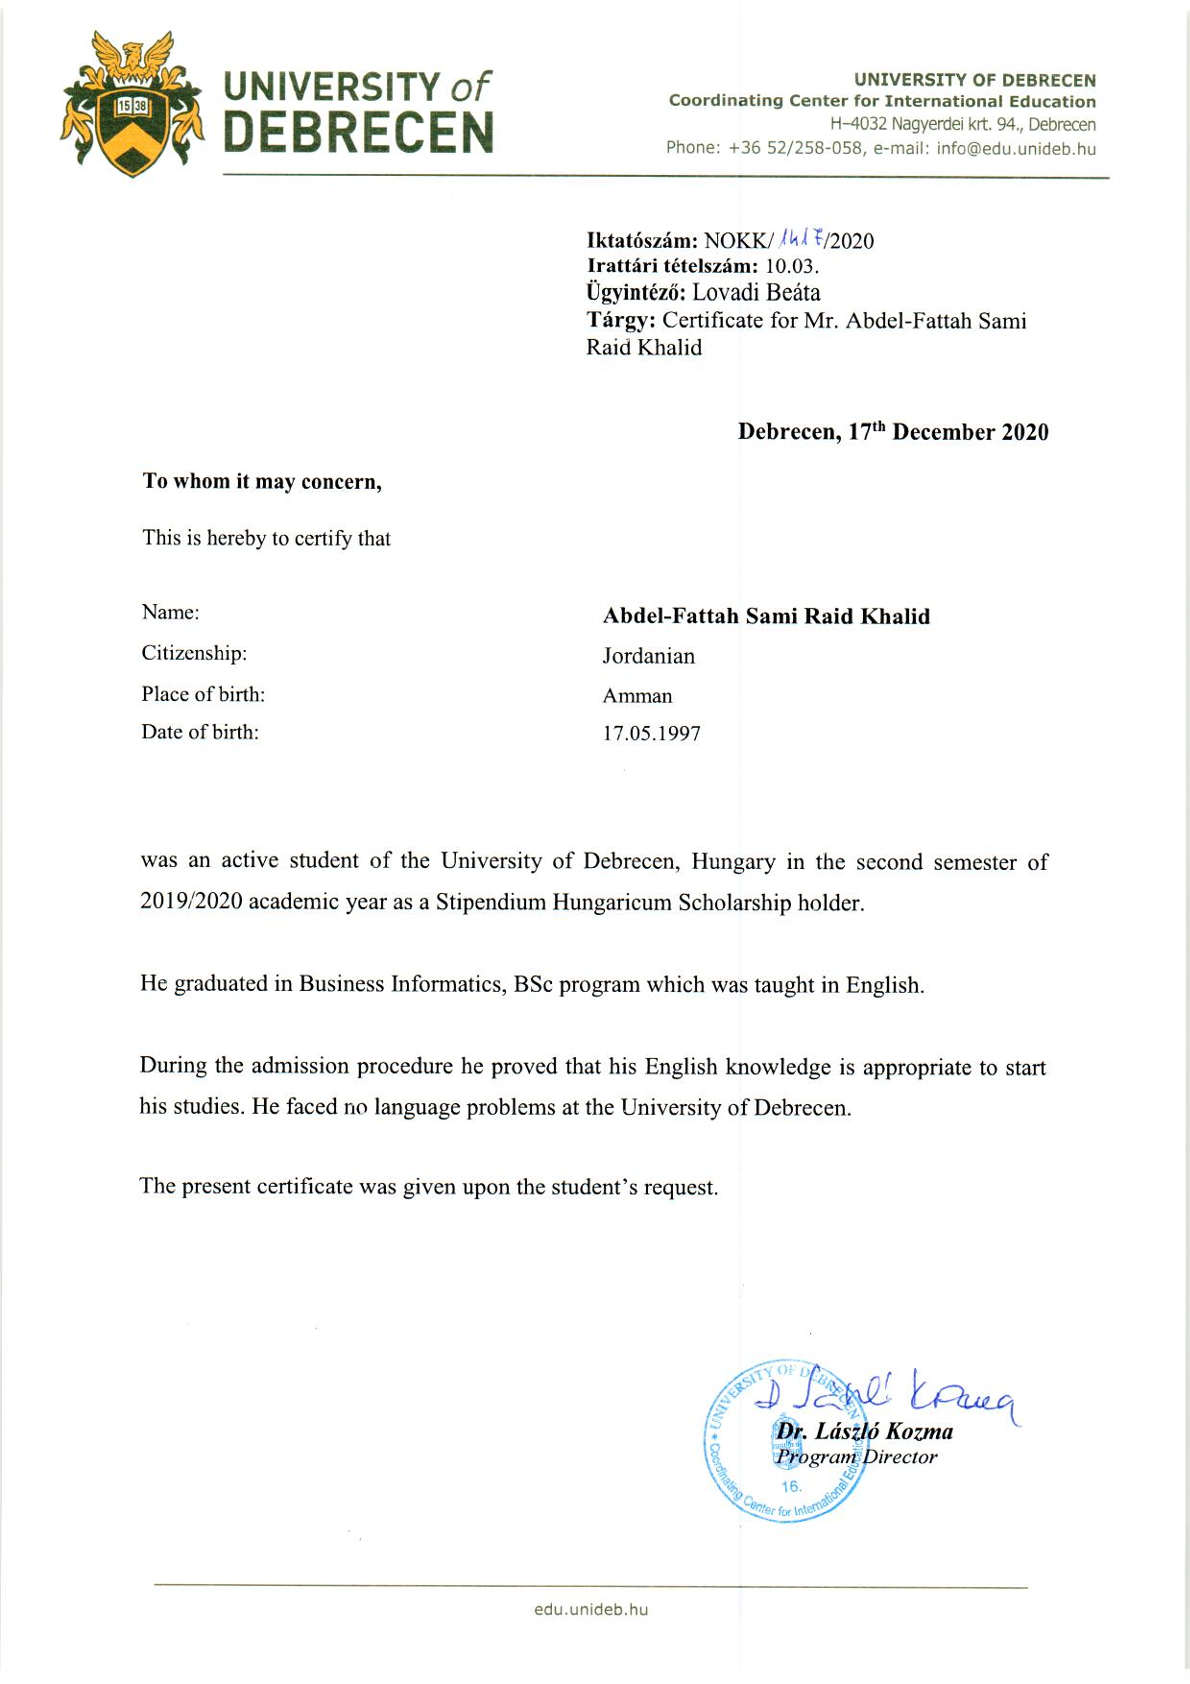 UNIVERSITY of
DEBRECEN
15 38
UNIVERSITY OF DEBRECEN
Coordinating Center for International Education
H-4032 Nagyerdei krt. 94., Debrecen
Phone: +36 52/258-058, e-mail: info@edu.unideb.hu
Iktatószám: NOKK/1417/2020
Irattári tételszám: 10.03.
Ügyintéző: Lovadi Beáta
Tárgy: Certificate for Mr. Abdel-Fattah Sami
Raid Khalid
Debrecen, 17th December 2020
To whom it may concern,
This is hereby to certify that
Name: Abdel-Fattah Sami Raid Khalid
Citizenship: Jordanian
Place of birth: Amman
Date of birth: 17.05.1997
was an active student of the University of Debrecen, Hungary in the second semester of
2019/2020 academic year as a Stipendium Hungaricum Scholarship holder.
He graduated in Business Informatics, BSc program which was taught in English.
During the admission procedure he proved that his English knowledge is appropriate to start
his studies. He faced no language problems at the University of Debrecen.
The present certificate was given upon the student's request.
* UNIVERSITY OF DEBRECEN *
Coordinating Center for International Education
16.
Dr. László Kozma
Program Director
edu.unideb.hu